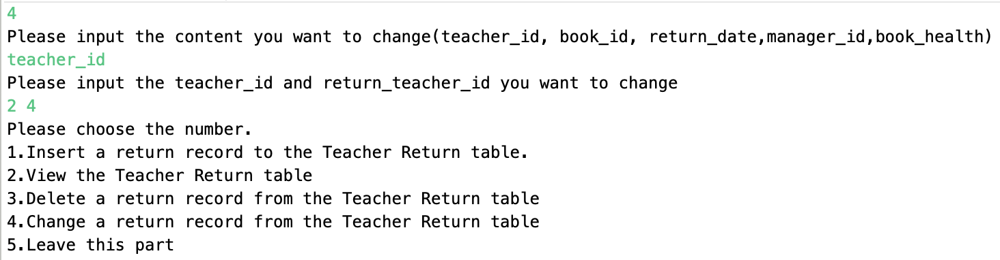 4
Please input the content you want to change(teacher_id, book_id, return_date,manager_id,book_health)
teacher_id
Please input the teacher_id and return_teacher_id you want to change
2 4
Please choose the number.
1.Insert a return record to the Teacher Return table.
2.View the Teacher Return table
3.Delete a return record from the Teacher Return table
4.Change a return record from the Teacher Return table
5.Leave this part